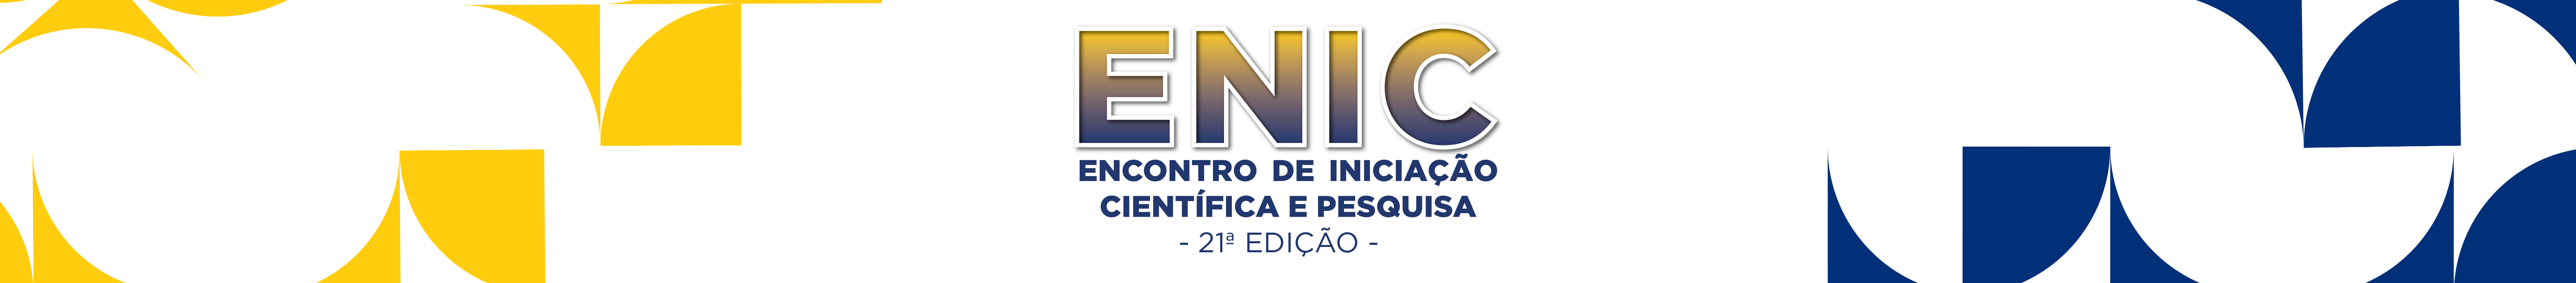 ENIC
ENCONTRO DE INICIAÇÃO
CIENTÍFICA E PESQUISA
- 21ª EDIÇÃO -